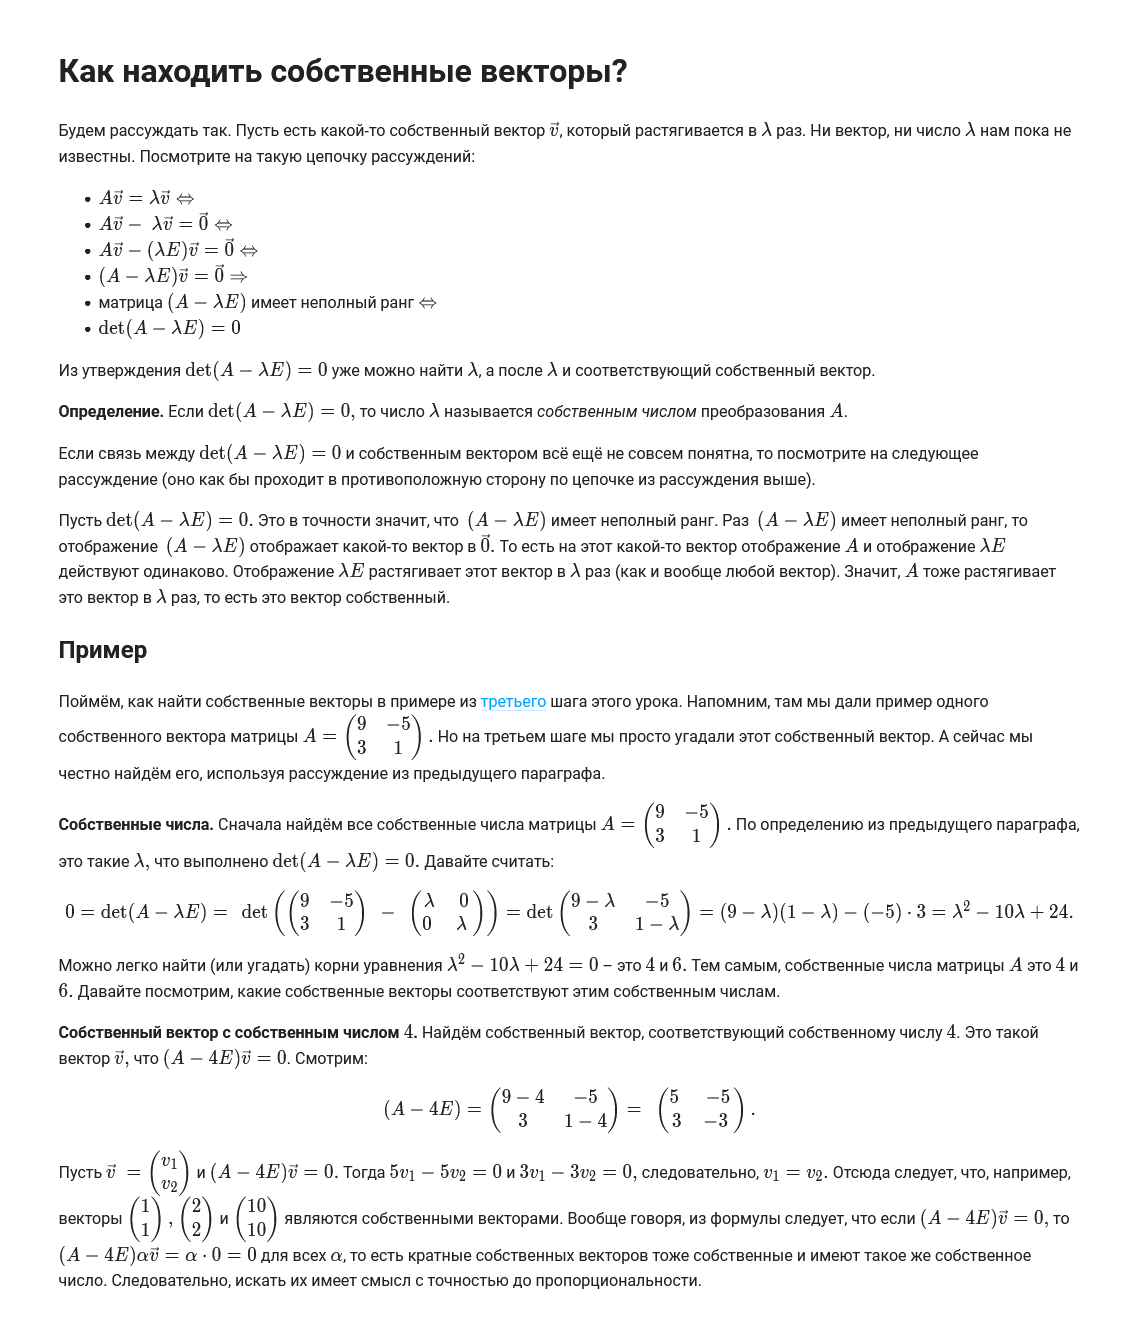 Как находить собственные векторы?
Будем рассуждать так. Пусть есть какой-то собственный вектор $\vec{v}$, который растягивается в $\lambda$ раз. Ни вектор, ни число $\lambda$ нам пока не
известны. Посмотрите на такую цепочку рассуждений:
• $A\vec{v} = \lambda\vec{v} \Leftrightarrow$
• $A\vec{v} - \lambda\vec{v} = \vec{0} \Leftrightarrow$
• $A\vec{v} - (\lambda E)\vec{v} = \vec{0} \Leftrightarrow$
• $(A - \lambda E)\vec{v} = \vec{0} \Rightarrow$
• матрица $(A - \lambda E)$ имеет неполный ранг $\Leftrightarrow$
• $\det(A - \lambda E) = 0$
Из утверждения $\det(A - \lambda E) = 0$ уже можно найти $\lambda$, а после $\lambda$ и соответствующий собственный вектор.
Определение. Если $\det(A - \lambda E) = 0$, то число $\lambda$ называется собственным числом преобразования $A$.
Если связь между $\det(A - \lambda E) = 0$ и собственным вектором всё ещё не совсем понятна, то посмотрите на следующее
рассуждение (оно как бы проходит в противоположную сторону по цепочке из рассуждения выше).
Пусть $\det(A - \lambda E) = 0$. Это в точности значит, что $(A - \lambda E)$ имеет неполный ранг. Раз $(A - \lambda E)$ имеет неполный ранг, то
отображение $(A - \lambda E)$ отображает какой-то вектор в $\vec{0}$. То есть на этот какой-то вектор отображение $A$ и отображение $\lambda E$
действуют одинаково. Отображение $\lambda E$ растягивает этот вектор в $\lambda$ раз (как и вообще любой вектор). Значит, $A$ тоже растягивает
это вектор в $\lambda$ раз, то есть это вектор собственный.
Пример
Поймём, как найти собственные векторы в примере из третьего шага этого урока. Напомним, там мы дали пример одного
собственного вектора матрицы $A = \begin{pmatrix} 9 & -5 \\ 3 & 1 \end{pmatrix}$. Но на третьем шаге мы просто угадали этот собственный вектор. А сейчас мы
честно найдём его, используя рассуждение из предыдущего параграфа.
Собственные числа. Сначала найдём все собственные числа матрицы $A = \begin{pmatrix} 9 & -5 \\ 3 & 1 \end{pmatrix}$. По определению из предыдущего параграфа,
это такие $\lambda$, что выполнено $\det(A - \lambda E) = 0$. Давайте считать:
$0 = \det(A - \lambda E) = \det\left(\begin{pmatrix} 9 & -5 \\ 3 & 1 \end{pmatrix} - \begin{pmatrix} \lambda & 0 \\ 0 & \lambda \end{pmatrix}\right) = \det\begin{pmatrix} 9 - \lambda & -5 \\ 3 & 1 - \lambda \end{pmatrix} = (9 - \lambda)(1 - \lambda) - (-5) \cdot 3 = \lambda^2 - 10\lambda + 24.$
Можно легко найти (или угадать) корни уравнения $\lambda^2 - 10\lambda + 24 = 0$ – это 4 и 6. Тем самым, собственные числа матрицы $A$ это 4 и
6. Давайте посмотрим, какие собственные векторы соответствуют этим собственным числам.
Собственный вектор с собственным числом 4. Найдём собственный вектор, соответствующий собственному числу 4. Это такой
вектор $\vec{v}$, что $(A - 4E)\vec{v} = 0$. Смотрим:
$(A - 4E) = \begin{pmatrix} 9 - 4 & -5 \\ 3 & 1 - 4 \end{pmatrix} = \begin{pmatrix} 5 & -5 \\ 3 & -3 \end{pmatrix}.$
Пусть $\vec{v} = \begin{pmatrix} v_1 \\ v_2 \end{pmatrix}$ и $(A - 4E)\vec{v} = 0$. Тогда $5v_1 - 5v_2 = 0$ и $3v_1 - 3v_2 = 0$, следовательно, $v_1 = v_2$. Отсюда следует, что, например,
векторы $\begin{pmatrix} 1 \\ 1 \end{pmatrix}$, $\begin{pmatrix} 2 \\ 2 \end{pmatrix}$ и $\begin{pmatrix} 10 \\ 10 \end{pmatrix}$ являются собственными векторами. Вообще говоря, из формулы следует, что если $(A - 4E)\vec{v} = 0$, то
$(A - 4E)\alpha\vec{v} = \alpha \cdot 0 = 0$ для всех $\alpha$, то есть кратные собственных векторов тоже собственные и имеют такое же собственное
число. Следовательно, искать их имеет смысл с точностью до пропорциональности.